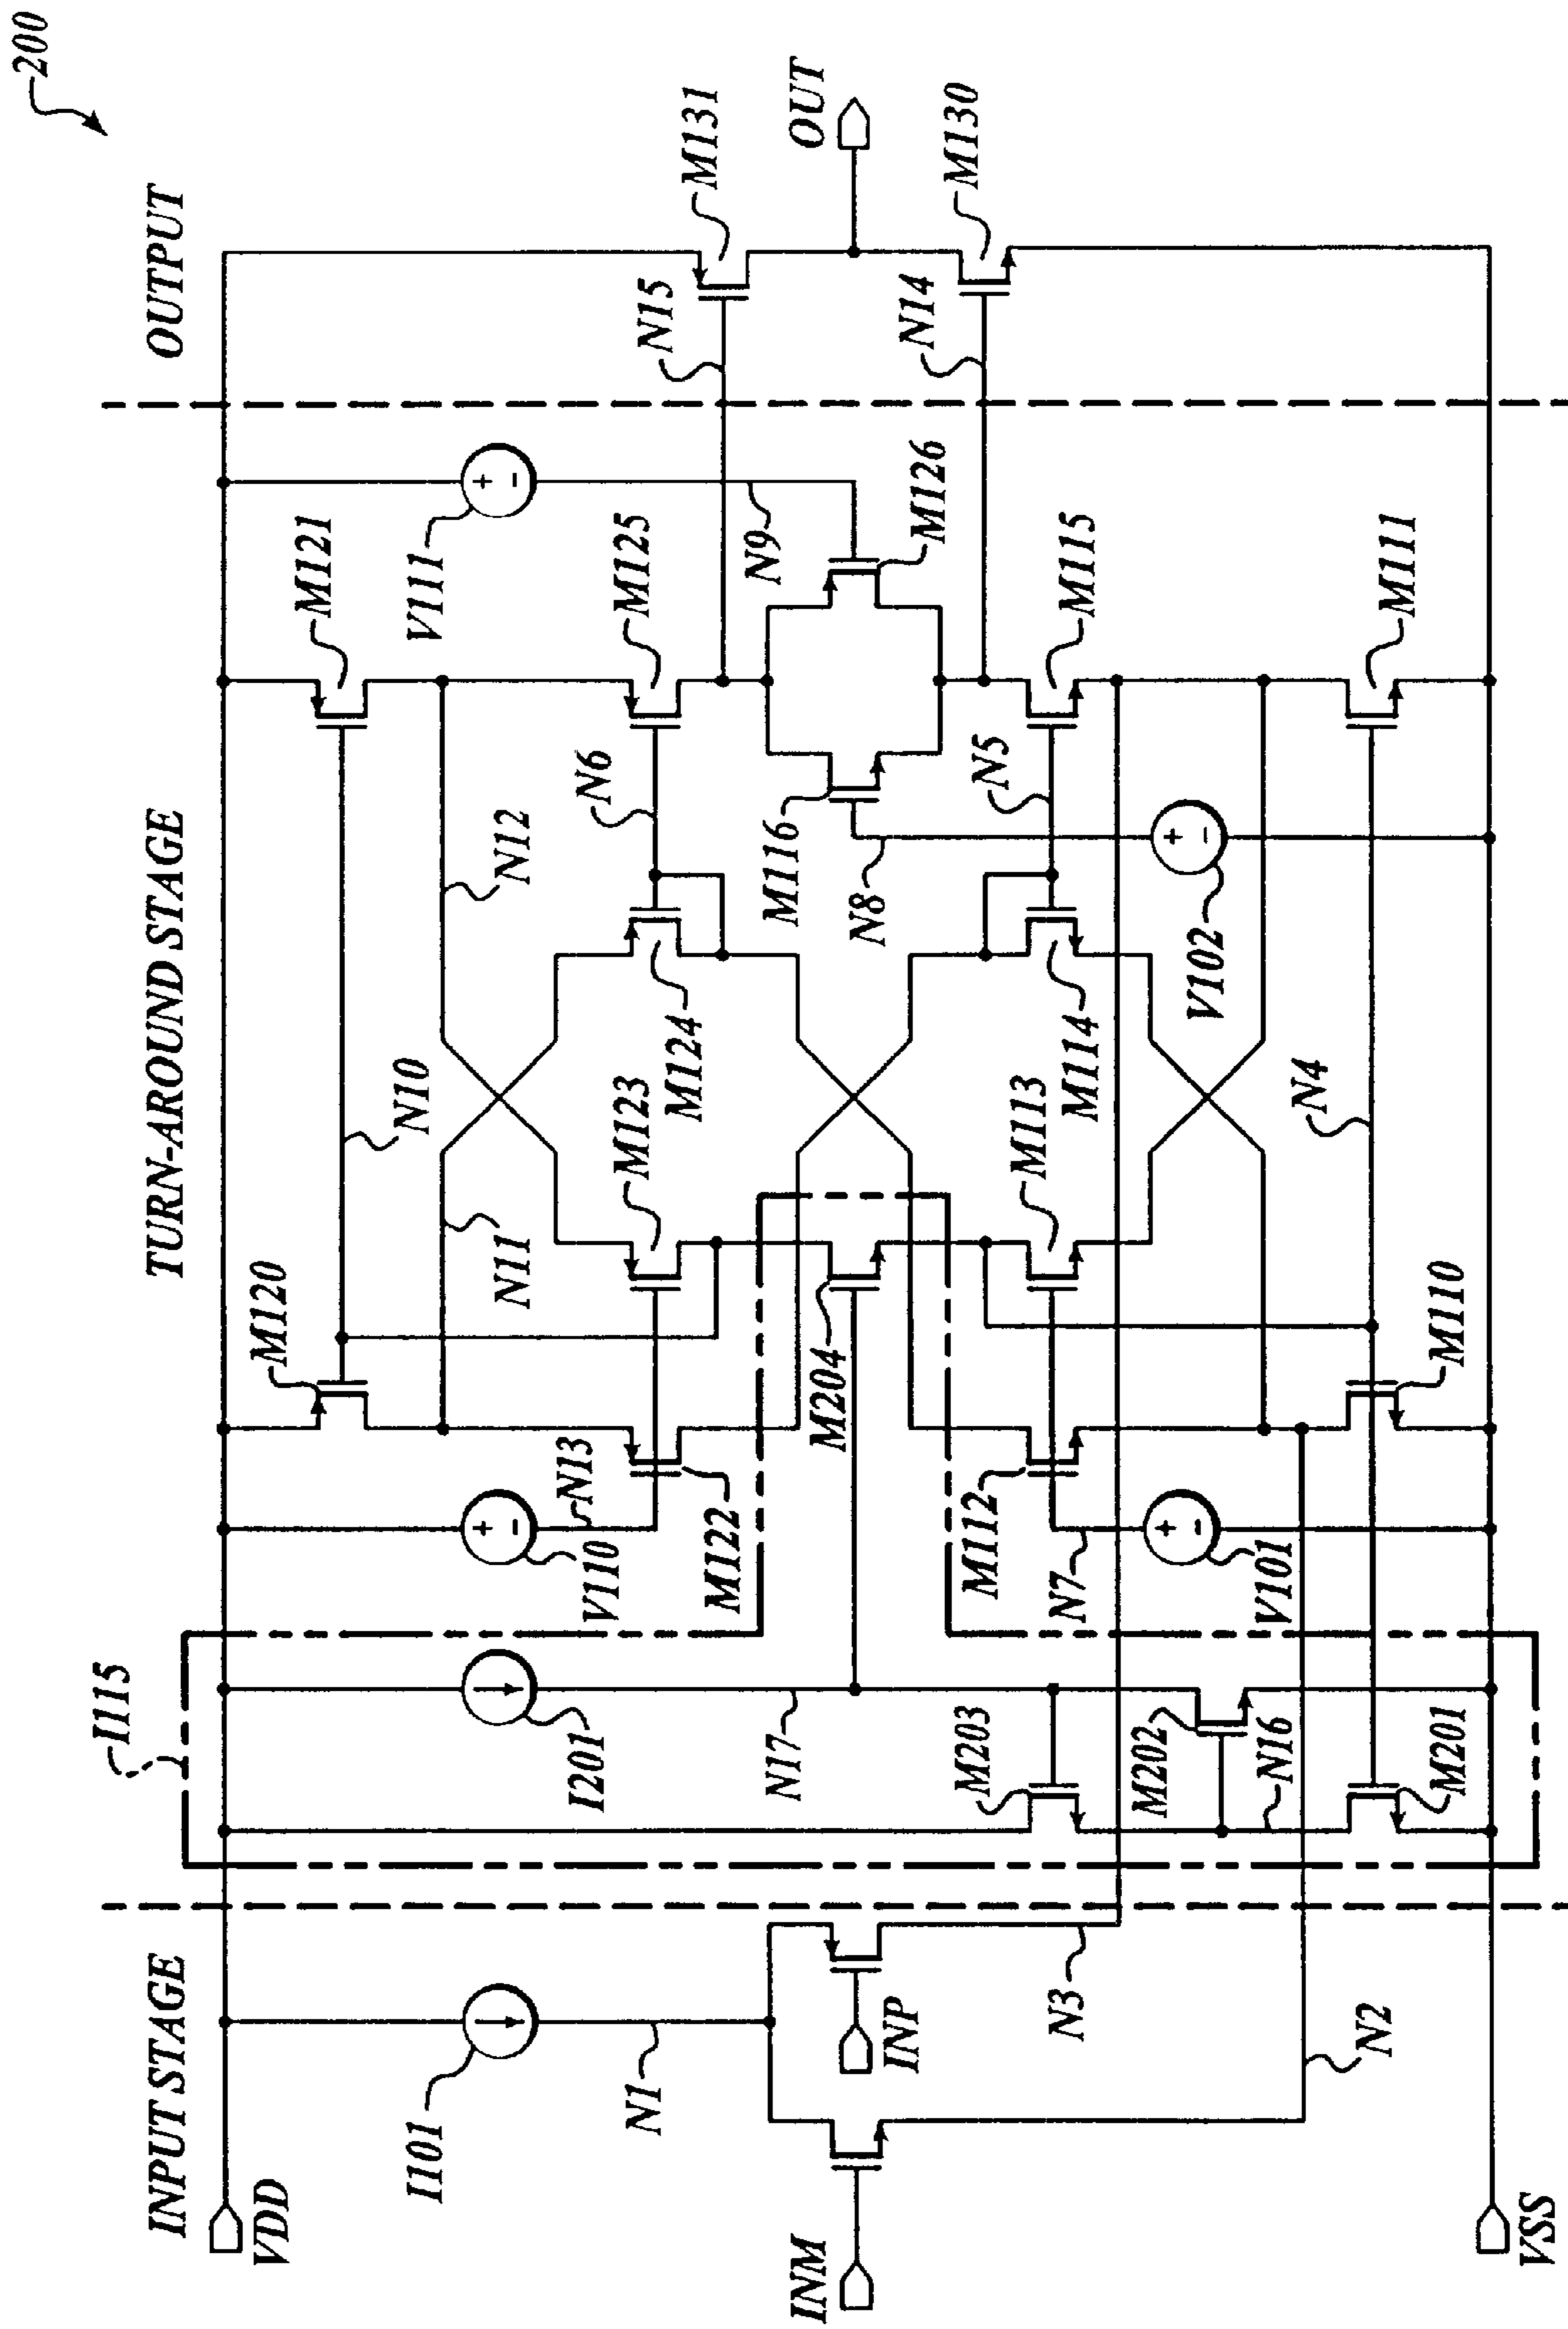 200
INPUT STAGE
TURN-AROUND STAGE
OUTPUT
VDD
I115
M120
N10
M121
V111
I101
N1
I201
V110
N13
N11
N12
M122
M123
M124
N6
M125
N15
M131
N9
M126
OUT
INM
INP
N17
M204
M116
N8
N5
N14
M130
M203
M112
M113
M114
M115
N3
M202
N7
V101
V102
N2
N16
M201
M110
N4
M111
VSS